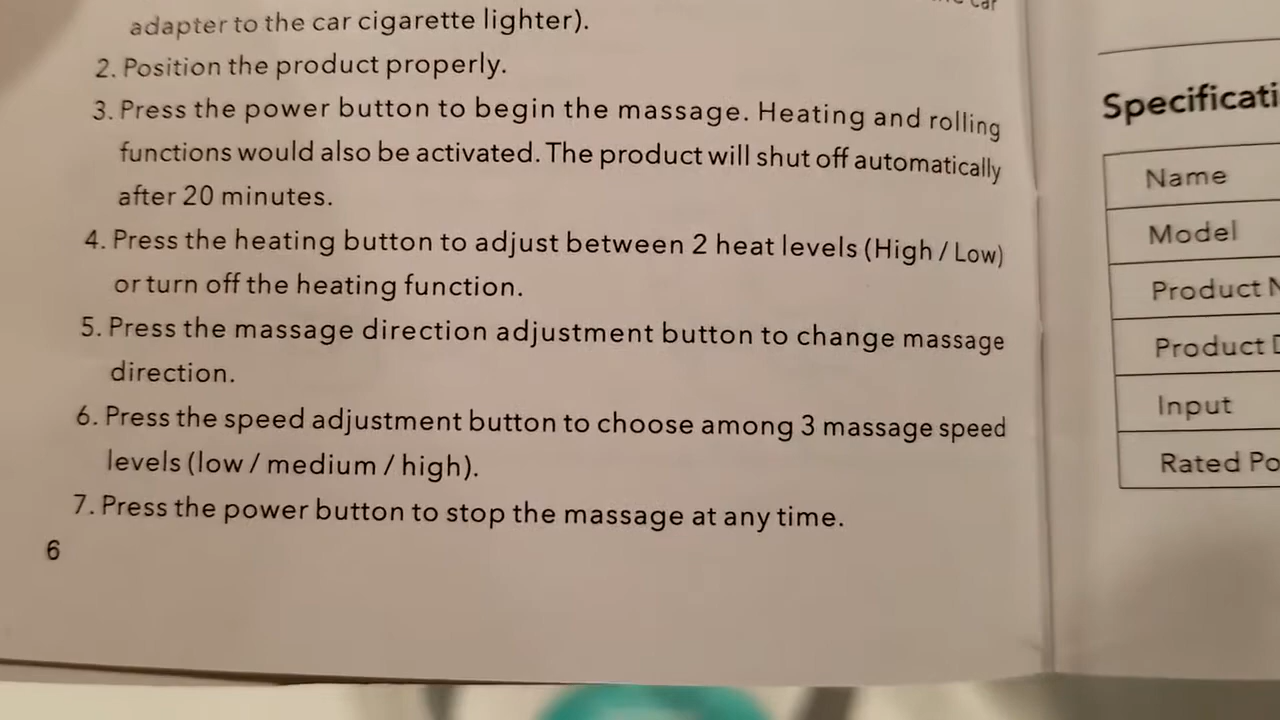 car
adapter to the car cigarette lighter).
2. Position the product properly.
3. Press the power button to begin the massage. Heating and rolling
functions would also be activated. The product will shut off automatically
after 20 minutes.
4. Press the heating button to adjust between 2 heat levels (High / Low)
or turn off the heating function.
5. Press the massage direction adjustment button to change massage
direction.
6. Press the speed adjustment button to choose among 3 massage speed
levels (low / medium / high).
7. Press the power button to stop the massage at any time.
6
Specificati
Name
Model
Product N
Product D
Input
Rated Po